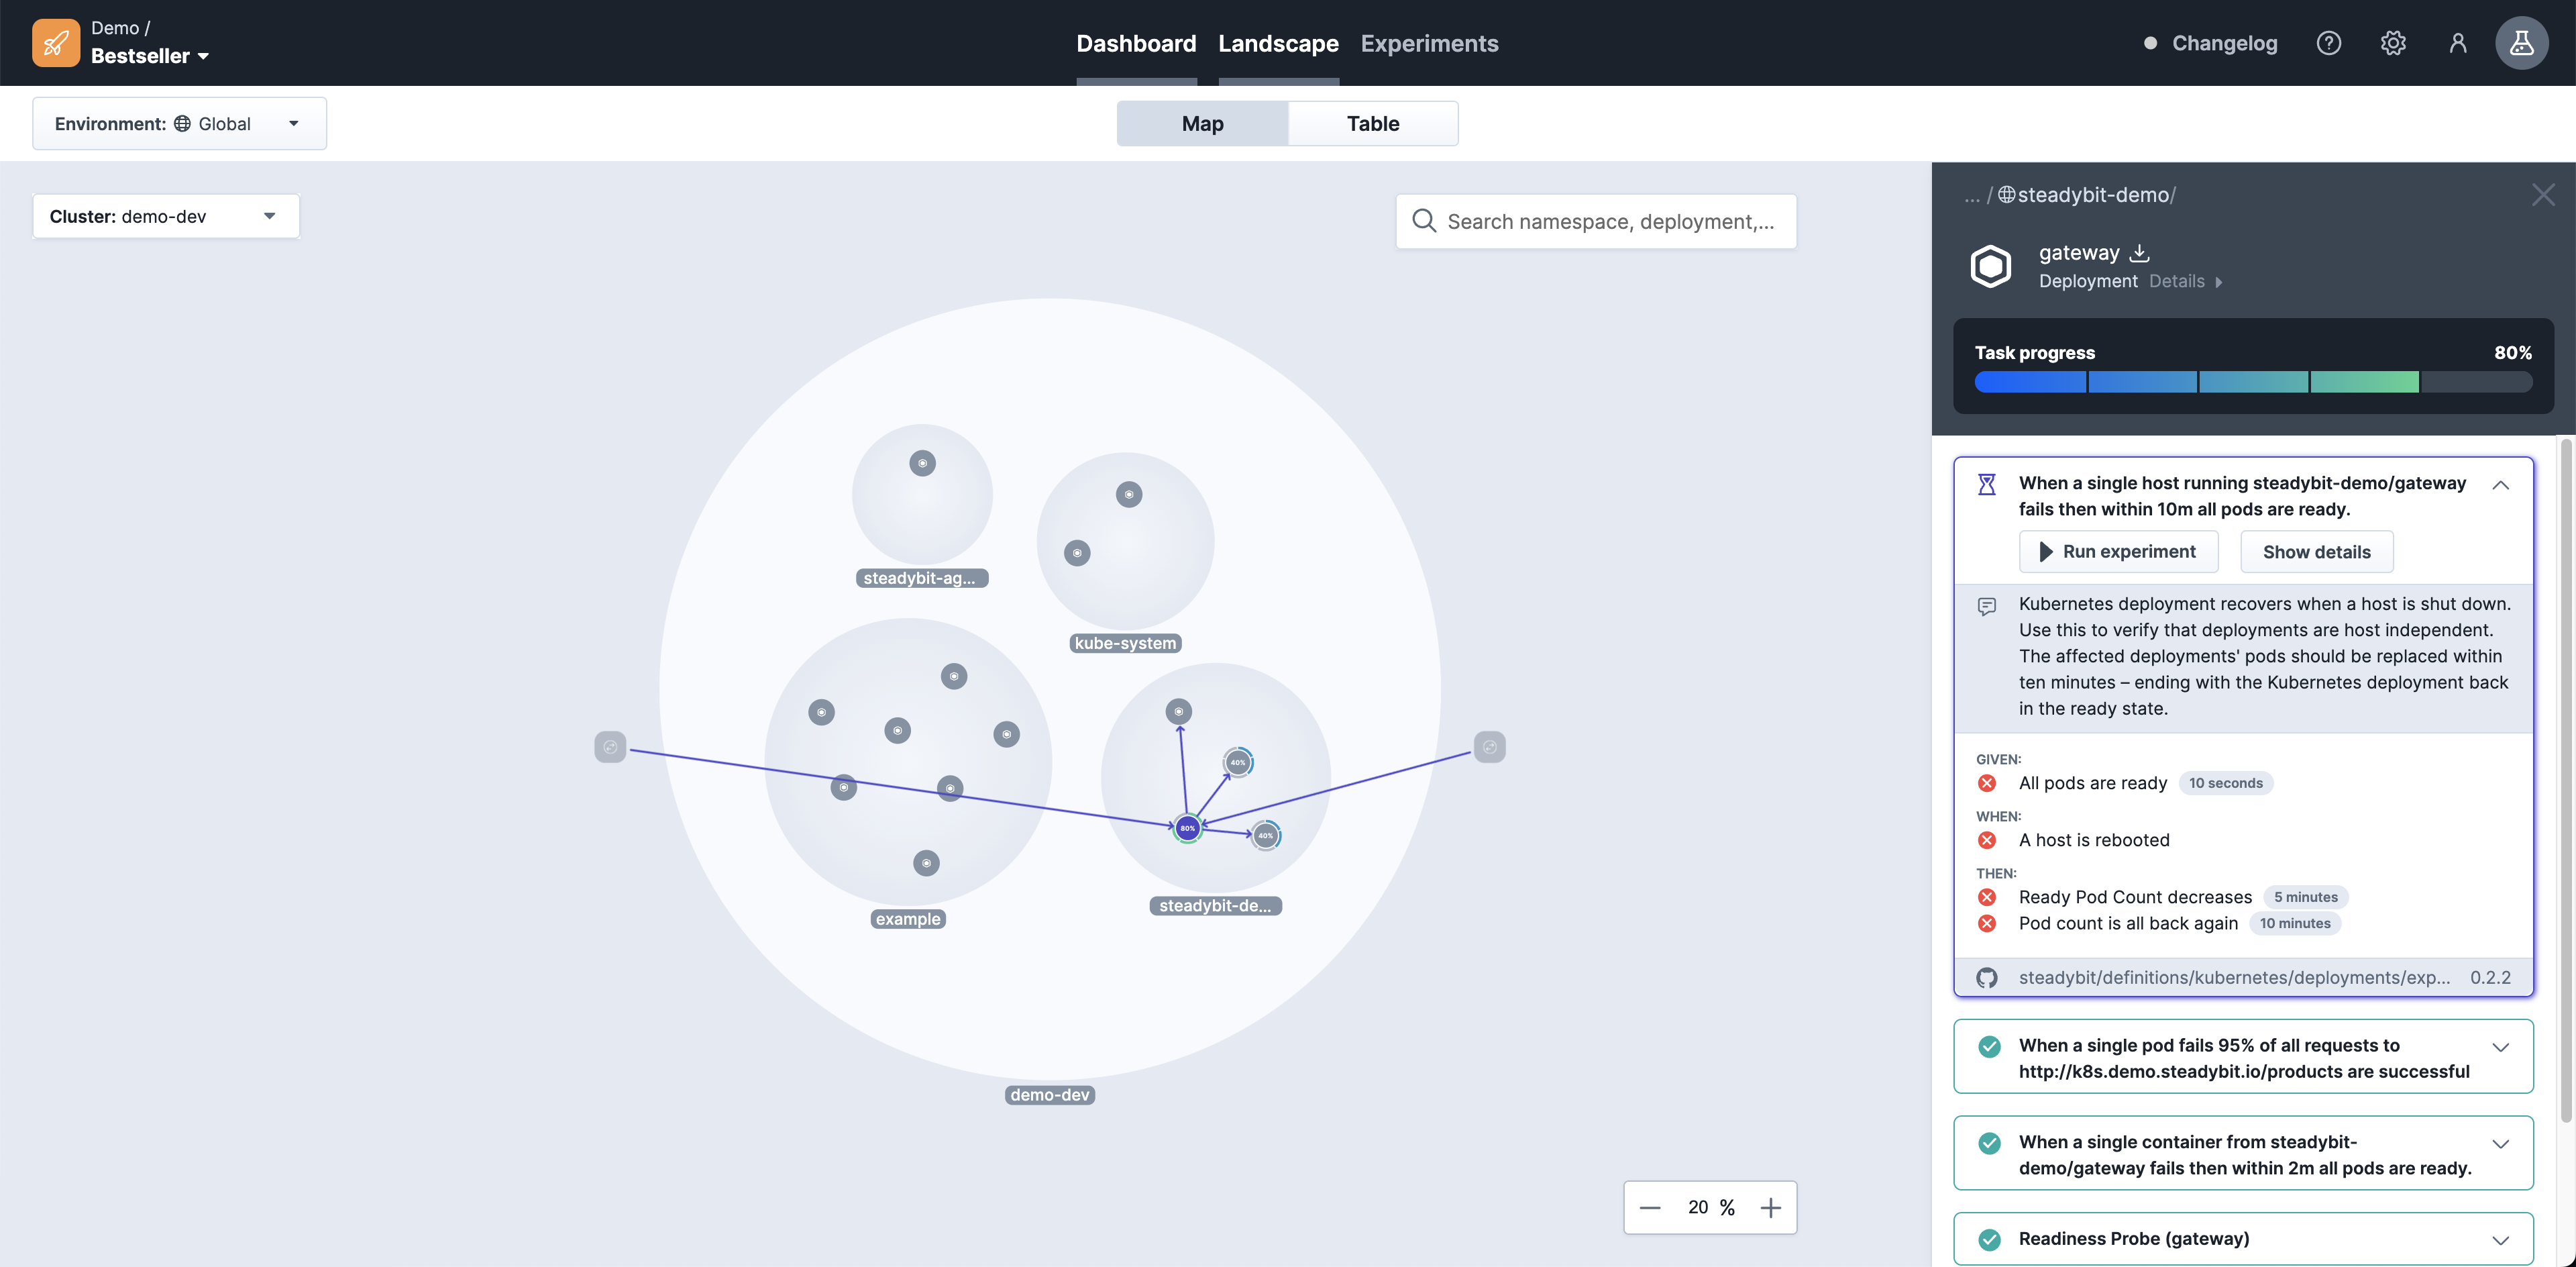 Demo /
Bestseller
Dashboard
Landscape
Experiments
Changelog
Environment: Global
Map
Table
Cluster: demo-dev
Search namespace, deployment,...
steadybit-ag...
kube-system
example
40%
80%
40%
steadybit-de...
demo-dev
20 %
... / steadybit-demo/
gateway
Deployment Details
Task progress 80%
When a single host running steadybit-demo/gateway
fails then within 10m all pods are ready.
Run experiment
Show details
Kubernetes deployment recovers when a host is shut down.
Use this to verify that deployments are host independent.
The affected deployments' pods should be replaced within
ten minutes – ending with the Kubernetes deployment back
in the ready state.
GIVEN:
All pods are ready 10 seconds
WHEN:
A host is rebooted
THEN:
Ready Pod Count decreases 5 minutes
Pod count is all back again 10 minutes
steadybit/definitions/kubernetes/deployments/exp... 0.2.2
When a single pod fails 95% of all requests to
http://k8s.demo.steadybit.io/products are successful
When a single container from steadybit-
demo/gateway fails then within 2m all pods are ready.
Readiness Probe (gateway)